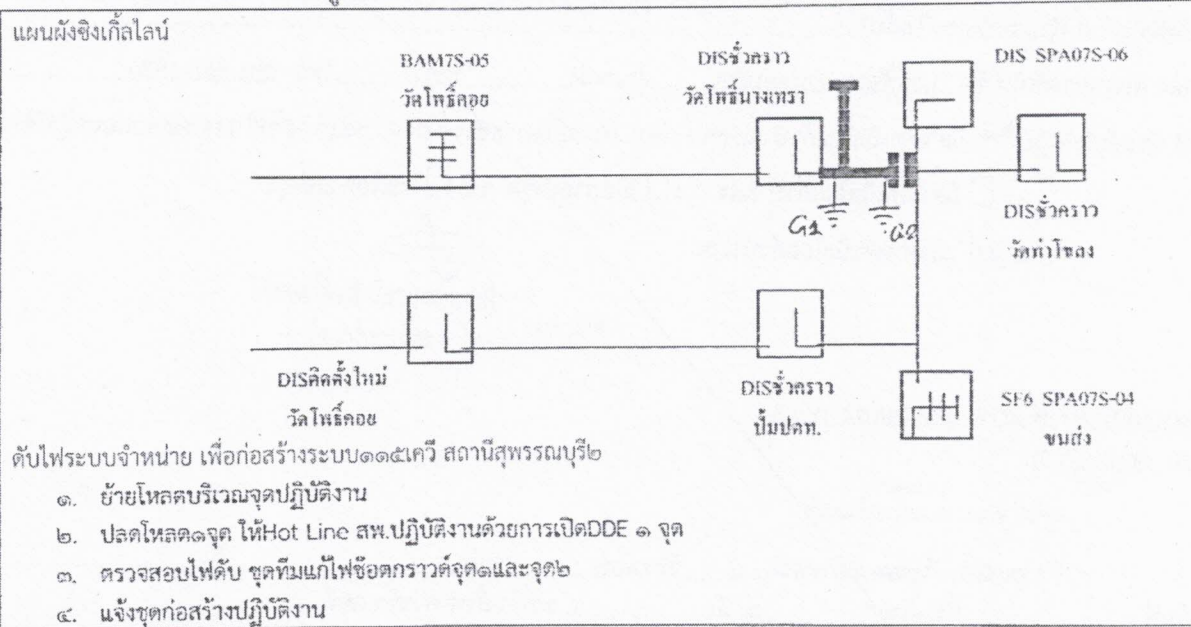 แผนผังซิงเกิ้ลไลน์
BAM7S-05
วัดโพธิ์คอย
DISชั่วคราว
วัดโพธิ์นางเทรา
DIS SPA07S-06
DISชั่วคราว
วัดท่าโขลง
G1
G2
DISติดตั้งใหม่
วัดโพธิ์คอย
DISชั่วคราว
ปั๊มปตท.
SF6 SPA07S-04
ขนส่ง
ดับไฟระบบจำหน่าย เพื่อก่อสร้างระบบ๑๑๕เควี สถานีสุพรรณบุรี๒
๑. ย้ายโหลดบริเวณจุดปฏิบัติงาน
๒. ปลดโหลด๑จุด ให้Hot Line สพ.ปฏิบัติงานด้วยการเปิดDDE ๑ จุด
๓. ตรวจสอบไฟดับ ชุดทีมแก้ไฟช๊อตกราวด์จุด๑และจุด๒
๔. แจ้งชุดก่อสร้างปฏิบัติงาน